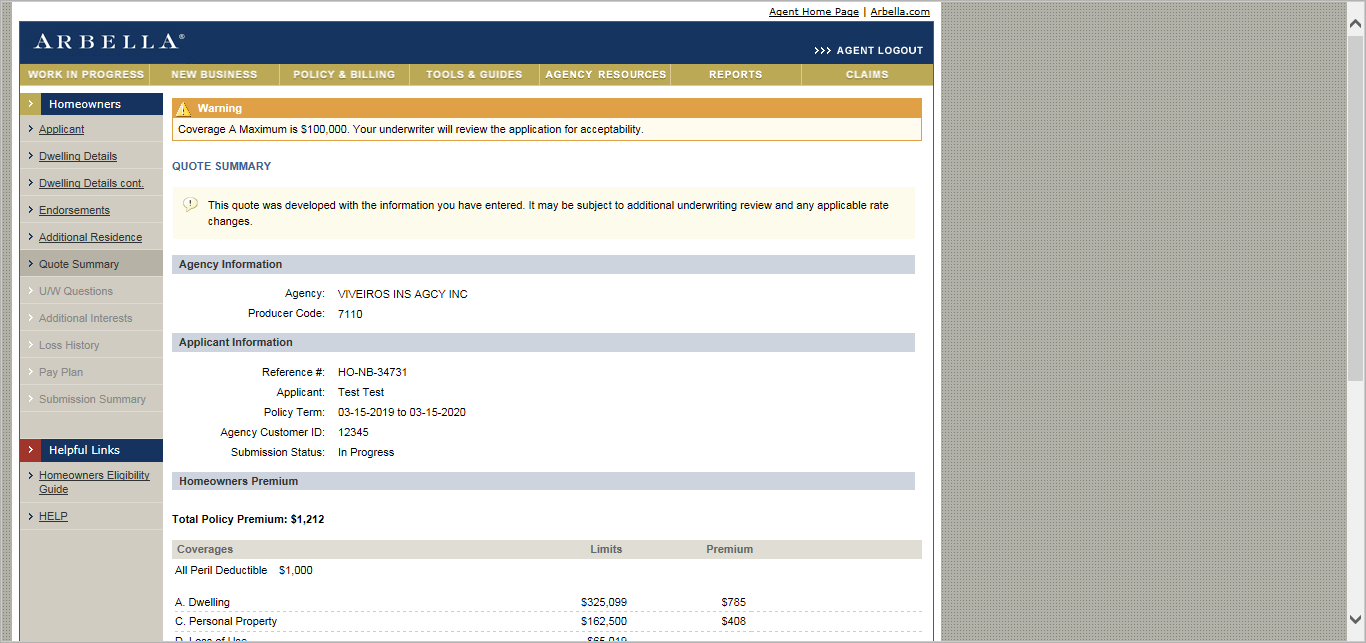 Agent Home Page | Arbella.com
ARBELLA®
>>> AGENT LOGOUT
WORK IN PROGRESS NEW BUSINESS POLICY & BILLING TOOLS & GUIDES AGENCY RESOURCES REPORTS CLAIMS
Homeowners
Applicant
Dwelling Details
Dwelling Details cont.
Endorsements
Additional Residence
Quote Summary
U/W Questions
Additional Interests
Loss History
Pay Plan
Submission Summary
Helpful Links
Homeowners Eligibility
Guide
HELP
Warning
Coverage A Maximum is $100,000. Your underwriter will review the application for acceptability.
QUOTE SUMMARY
This quote was developed with the information you have entered. It may be subject to additional underwriting review and any applicable rate
changes.
Agency Information
Agency: VIVEIROS INS AGCY INC
Producer Code: 7110
Applicant Information
Reference #: HO-NB-34731
Applicant: Test Test
Policy Term: 03-15-2019 to 03-15-2020
Agency Customer ID: 12345
Submission Status: In Progress
Homeowners Premium
Total Policy Premium: $1,212
Coverages Limits Premium
All Peril Deductible $1,000
A. Dwelling $325,099 $785
C. Personal Property $162,500 $408
D. Loss of Use $65,019